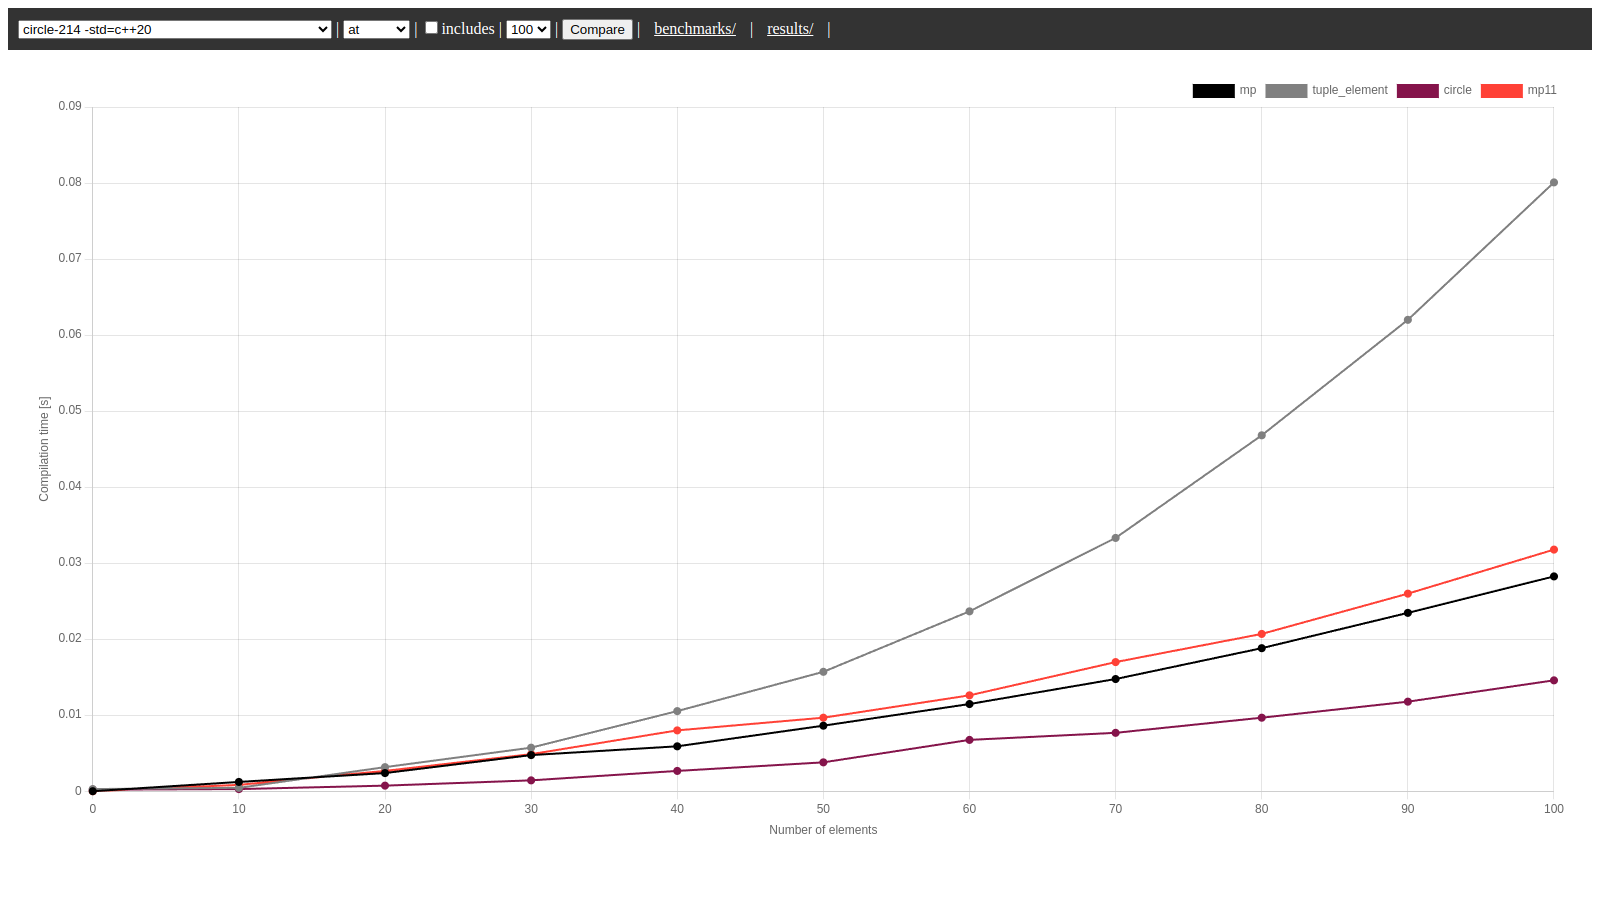 circle-214 -std=c++20 | at | includes | 100 | Compare | benchmarks/ | results/ |
mp tuple_element circle mp11
0.09
0.08
0.07
0.06
0.05
0.04
0.03
0.02
0.01
0
Compilation time [s]
0 10 20 30 40 50 60 70 80 90 100
Number of elements